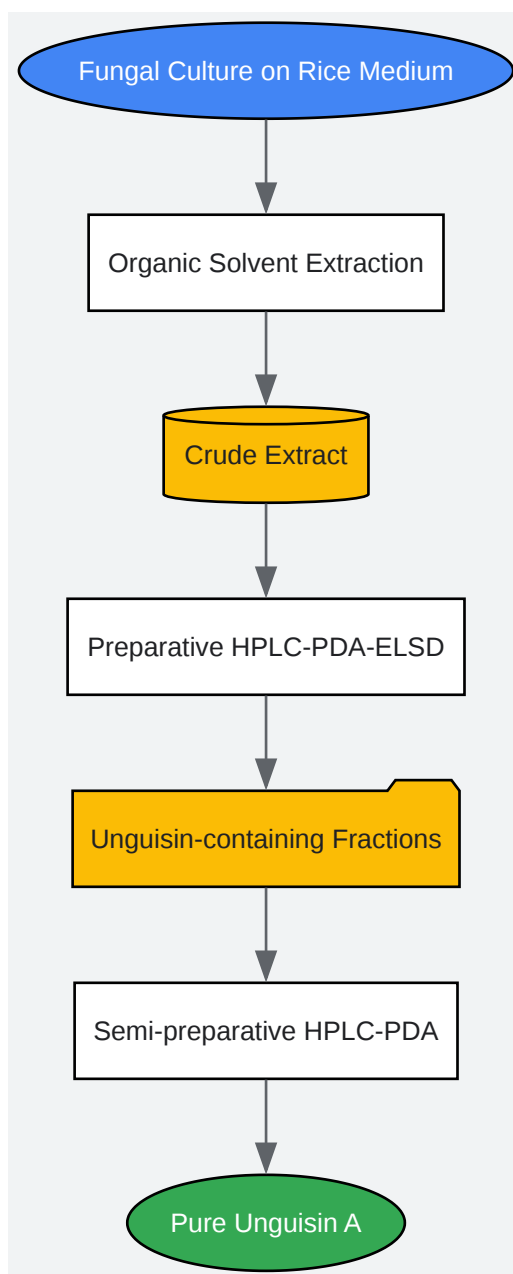 Fungal Culture on Rice Medium
Organic Solvent Extraction
Crude Extract
Preparative HPLC-PDA-ELSD
Unguisin-containing Fractions
Semi-preparative HPLC-PDA
Pure Unguisin A